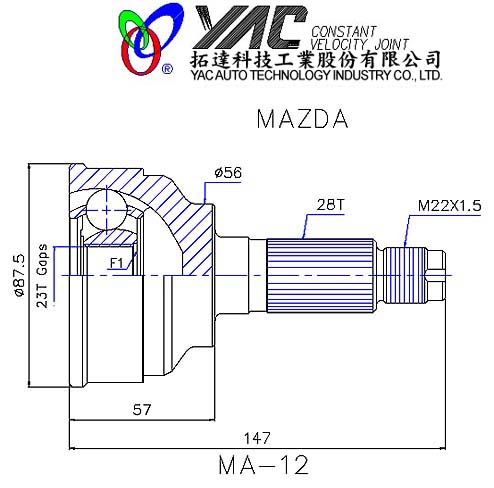 YAC CONSTANT
VELOCITY JOINT
®
拓達科技工業股份有限公司
YAC AUTO TECHNOLOGY INDUSTRY CO., LTD.
MAZDA
ø56
28T
M22X1.5
F1
23T Gaps
ø87.5
57
147
MA-12